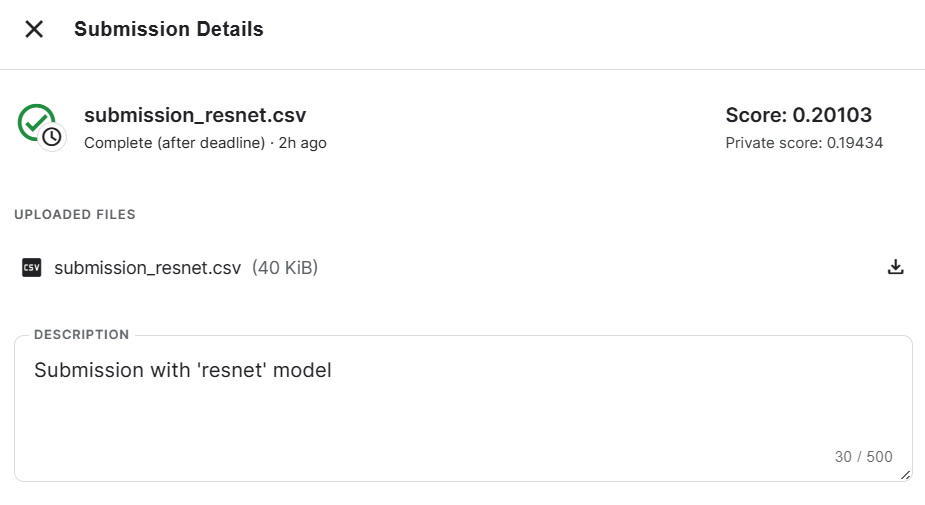 Submission Details
submission_resnet.csv
Score: 0.20103
Complete (after deadline) · 2h ago
Private score: 0.19434
UPLOADED FILES
CSV
submission_resnet.csv (40 KiB)
DESCRIPTION
Submission with 'resnet' model
30 / 500